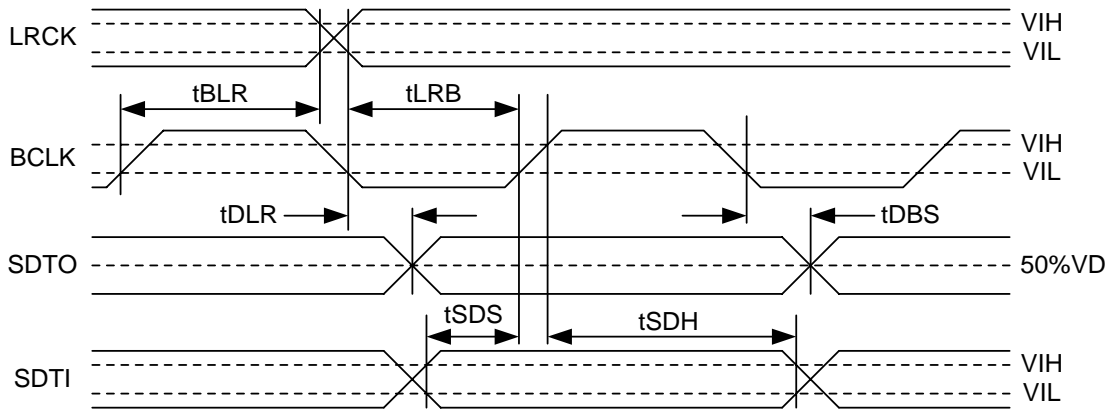 LRCK
VIH
VIL
tBLR
tLRB
BCLK
VIH
VIL
tDLR
tDBS
SDTO
50%VD
tSDS
tSDH
SDTI
VIH
VIL